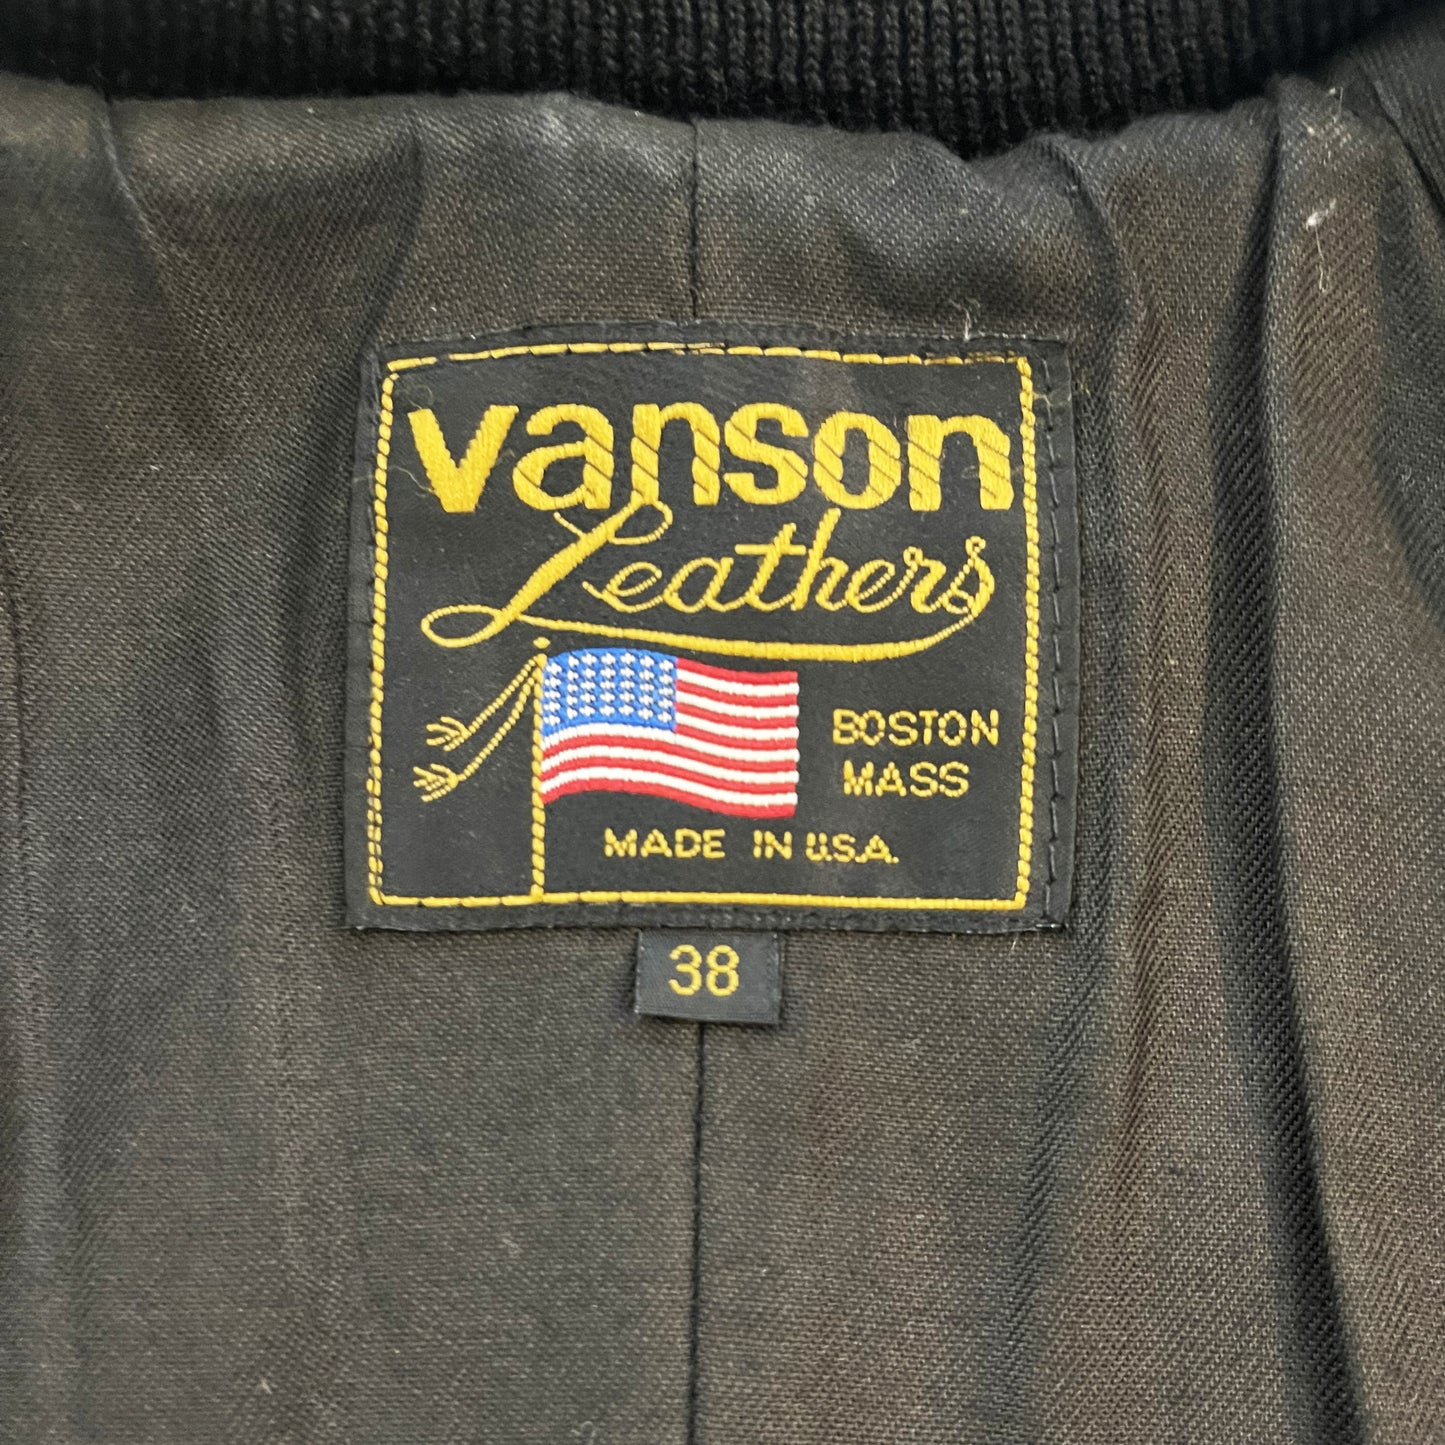 vanson
Leathers
BOSTON
MASS
MADE IN U.S.A.
38